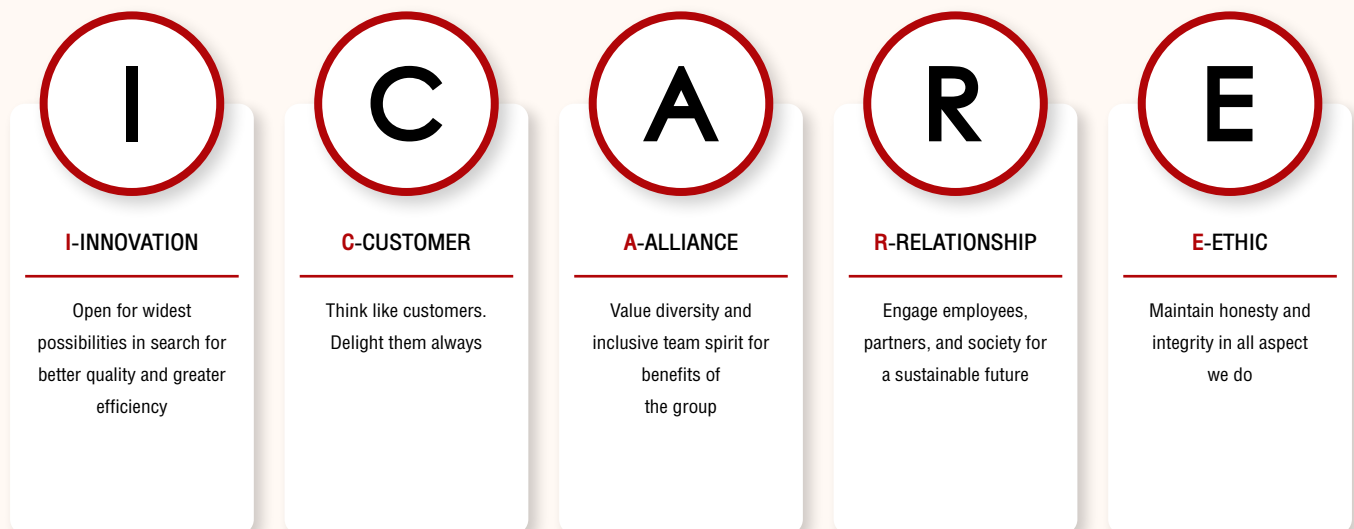 I
I-INNOVATION
Open for widest
possibilities in search for
better quality and greater
efficiency
C
C-CUSTOMER
Think like customers.
Delight them always
A
A-ALLIANCE
Value diversity and
inclusive team spirit for
benefits of
the group
R
R-RELATIONSHIP
Engage employees,
partners, and society for
a sustainable future
E
E-ETHIC
Maintain honesty and
integrity in all aspect
we do